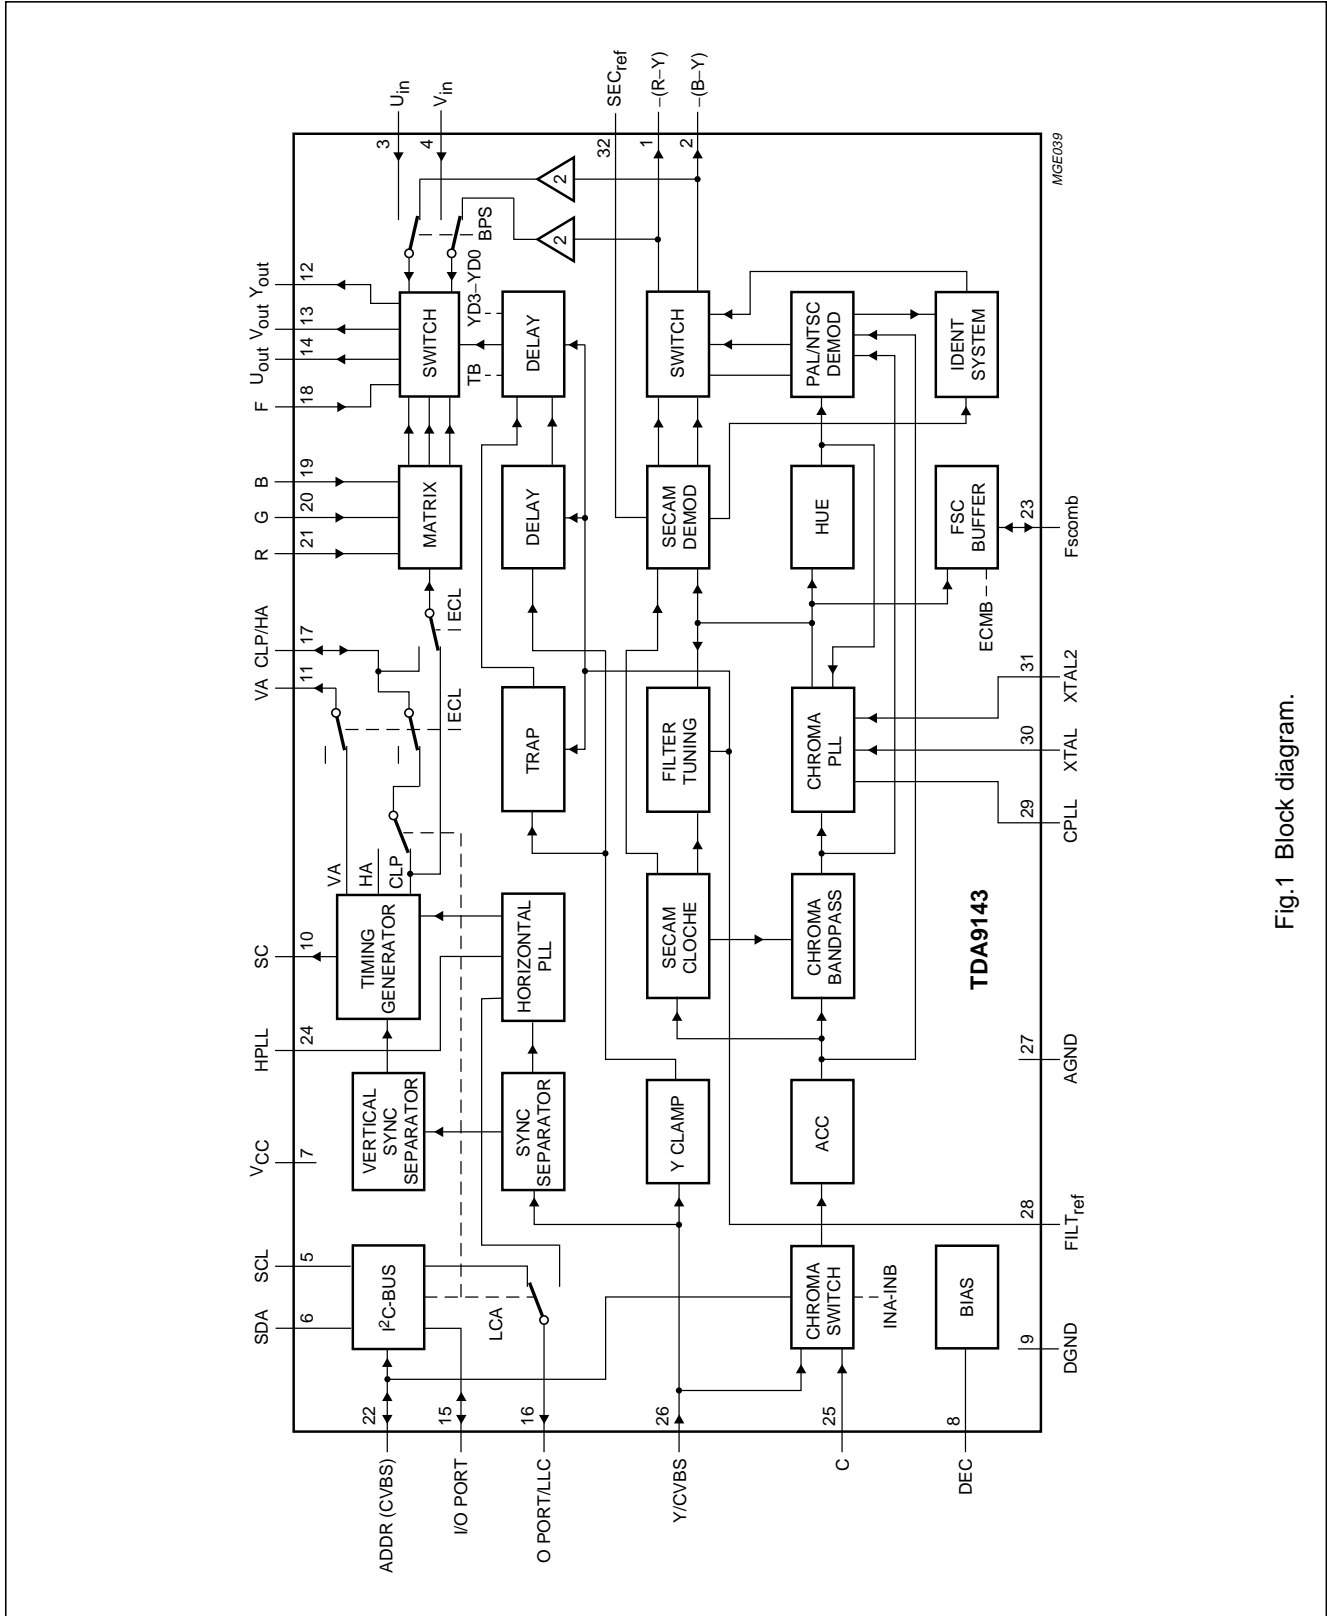 SDA
SCL
VCC
HPLL
SC
VA
CLP/HA
R
G
B
F
Uout
Vout
Yout
6
5
7
24
10
11
17
21
20
19
18
14
13
12
ADDR (CVBS)
22
I/O PORT
15
O PORT/LLC
16
Y/CVBS
26
C
25
DEC
8
I2C-BUS
LCA
VERTICAL
SYNC
SEPARATOR
TIMING
GENERATOR
VA
HA
CLP
ECL
ECL
MATRIX
SWITCH
BPS
3
Uin
4
Vin
SYNC
SEPARATOR
HORIZONTAL
PLL
TRAP
DELAY
TB
YD3–YD0
DELAY
2
2
32
SECref
Y CLAMP
SECAM
CLOCHE
FILTER
TUNING
SECAM
DEMOD
SWITCH
1
–(R–Y)
2
–(B–Y)
CHROMA
SWITCH
INA-INB
ACC
CHROMA
BANDPASS
CHROMA
PLL
HUE
PAL/NTSC
DEMOD
BIAS
TDA9143
ECMB
FSC
BUFFER
IDENT
SYSTEM
9
28
27
29
30
31
23
DGND
FILTref
AGND
CPLL
XTAL
XTAL2
Fscomb
MGE039
Fig.1 Block diagram.